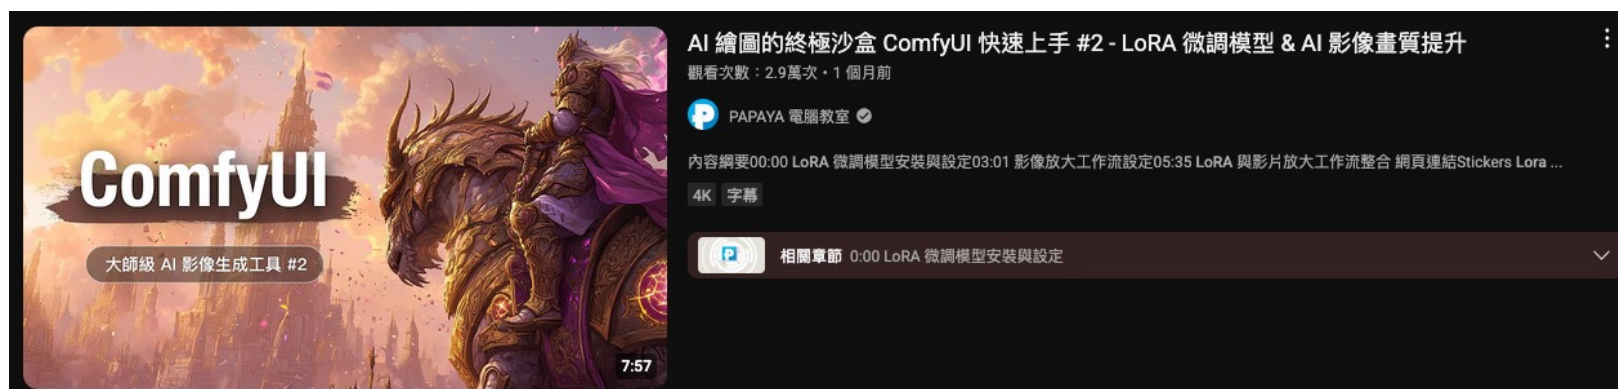 ComfyUI
大師級 AI 影像生成工具 #2
7:57
AI 繪圖的終極沙盒 ComfyUI 快速上手 #2 - LoRA 微調模型 & AI 影像畫質提升
觀看次數：2.9萬次・1 個月前
P PAPAYA 電腦教室
內容綱要00:00 LoRA 微調模型安裝與設定03:01 影像放大工作流設定05:35 LoRA 與影片放大工作流整合 網頁連結Stickers Lora ...
4K 字幕
P 相關章節 0:00 LoRA 微調模型安裝與設定